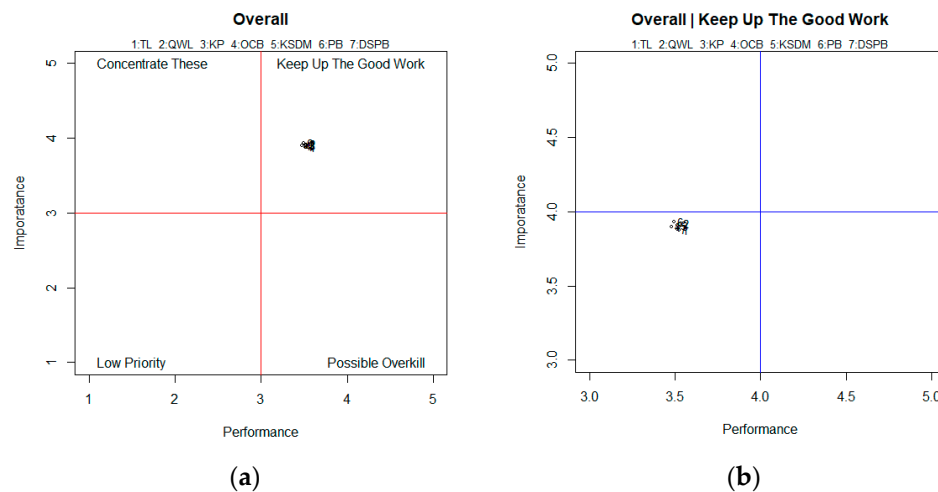 Overall
1:TL 2:QWL 3:KP 4:OCB 5:KSDM 6:PB 7:DSPB
Concentrate These
Keep Up The Good Work
Low Priority
Possible Overkill
5
4
3
2
1
Imporatance
1 2 3 4 5
Performance
(a)
Overall | Keep Up The Good Work
1:TL 2:QWL 3:KP 4:OCB 5:KSDM 6:PB 7:DSPB
5.0
4.5
4.0
3.5
3.0
Imporatance
3.0 3.5 4.0 4.5 5.0
Performance
(b)